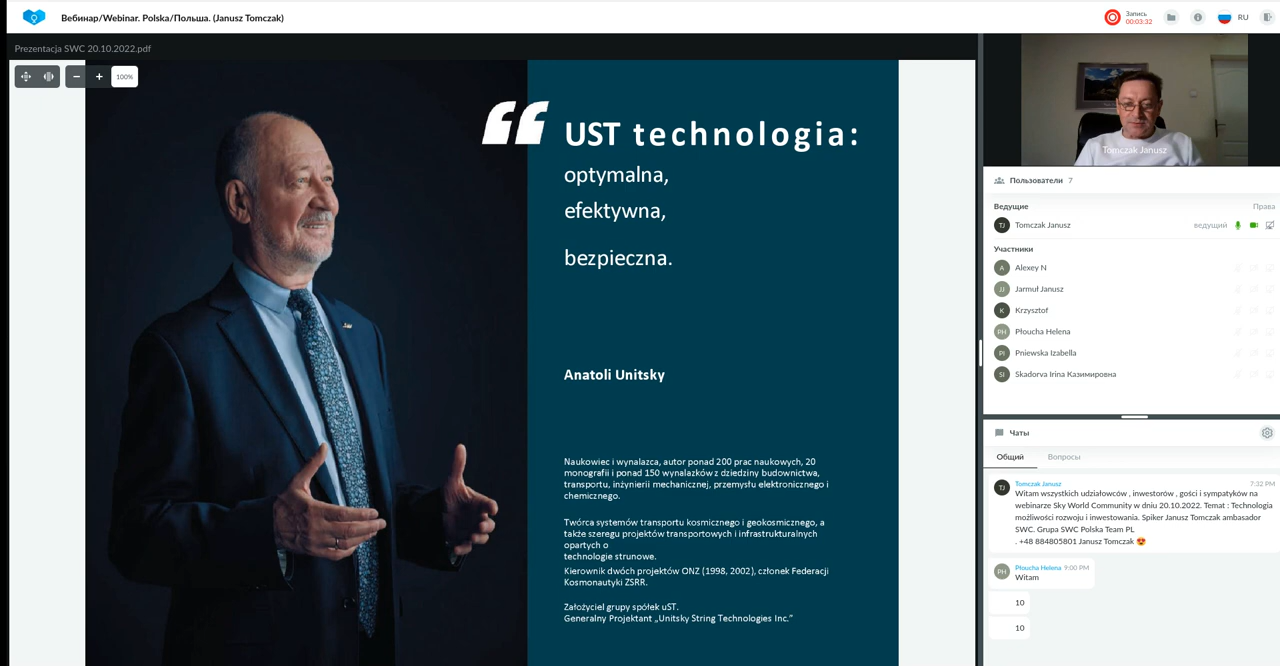 Вебинар/Webinar. Polska/Польша. (Janusz Tomczak)
Запись
00:03:32
RU
Prezentacja SWC 20.10.2022.pdf
100%
“
UST technologia:
optymalna,
efektywna,
bezpieczna.
Anatoli Unitsky
Naukowiec i wynalazca, autor ponad 200 prac naukowych, 20
monografii i ponad 150 wynalazków z dziedziny budownictwa,
transportu, inżynierii mechanicznej, przemysłu elektronicznego i
chemicznego.
Twórca systemów transportu kosmicznego i geokosmicznego, a
także szeregu projektów transportowych i infrastrukturalnych
opartych o
technologie strunowe.
Kierownik dwóch projektów ONZ (1998, 2002), członek Federacji
Kosmonautyki ZSRR.
Założyciel grupy spółek uST.
Generalny Projektant „Unitsky String Technologies Inc.”
Tomczak Janusz
Пользователи 7
Ведущие Права
TJ Tomczak Janusz ведущий
Участники
A Alexey N
JJ Jarmuł Janusz
K Krzysztof
PH Płoucha Helena
PI Pniewska Izabella
SI Skadorva Irina Казимировна
Чаты
Общий Вопросы
TJ Tomczak Janusz 7:32 PM
Witam wszystkich udziałowców , inwestorów , gości i sympatyków na
webinarze Sky World Community w dniu 20.10.2022. Temat : Technologia
możliwości rozwoju i inwestowania. Spiker Janusz Tomczak ambasador
SWC. Grupa SWC Polska Team PL
. +48 884805801 Janusz Tomczak 😍
PH Płoucha Helena 9:00 PM
Witam
10
10